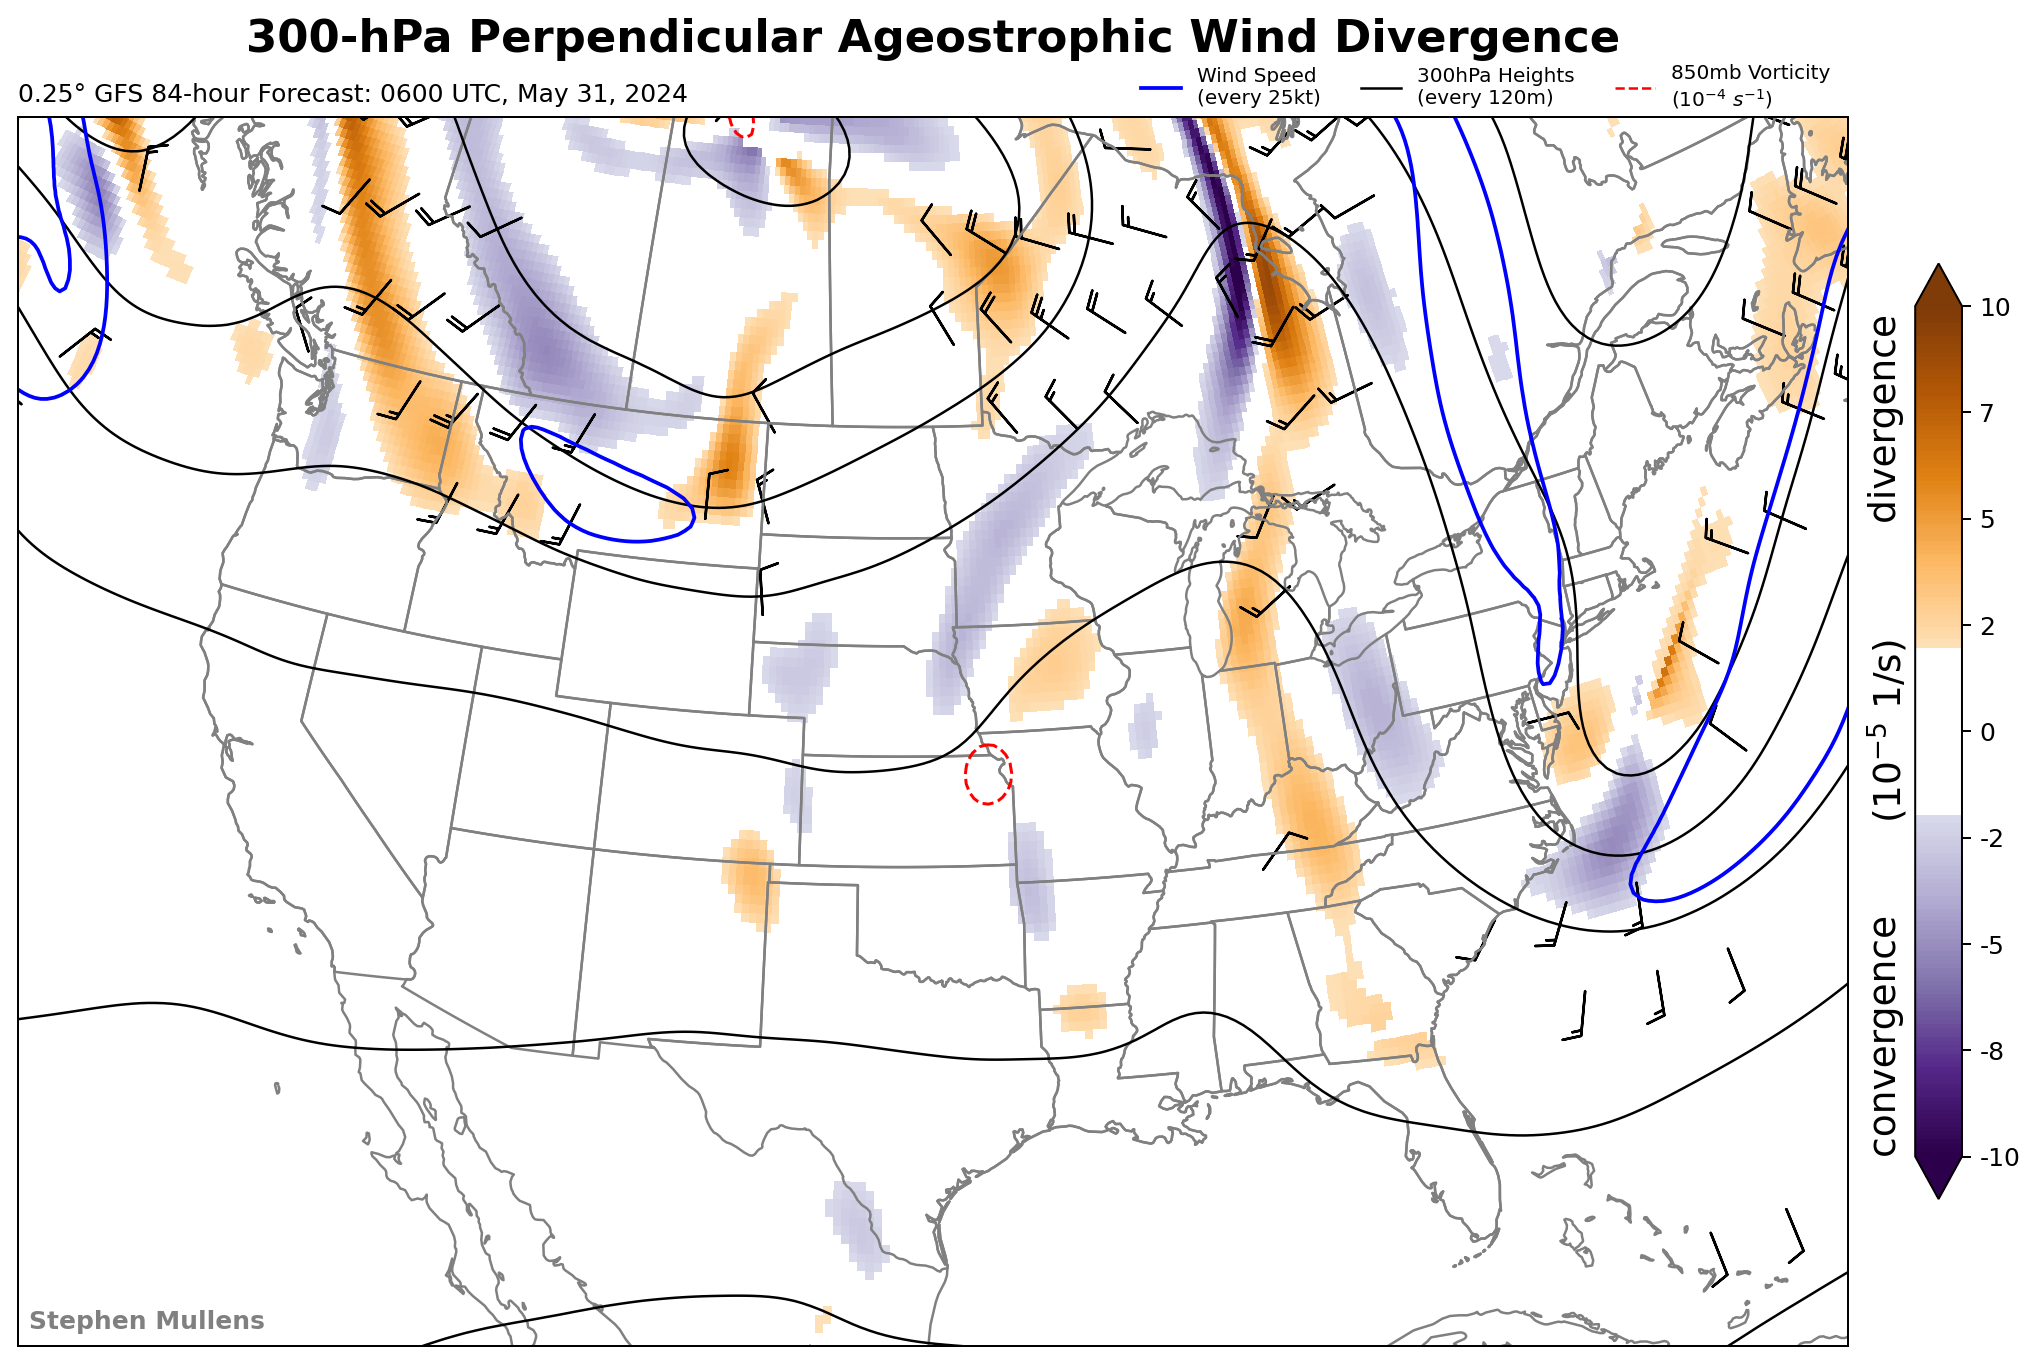 300-hPa Perpendicular Ageostrophic Wind Divergence
0.25° GFS 84-hour Forecast: 0600 UTC, May 31, 2024
Wind Speed
(every 25kt)
300hPa Heights
(every 120m)
850mb Vorticity
(10⁻⁴ s⁻¹)
10
7
5
2
0
-2
-5
-8
-10
convergence (10⁻⁵ 1/s) divergence
Stephen Mullens